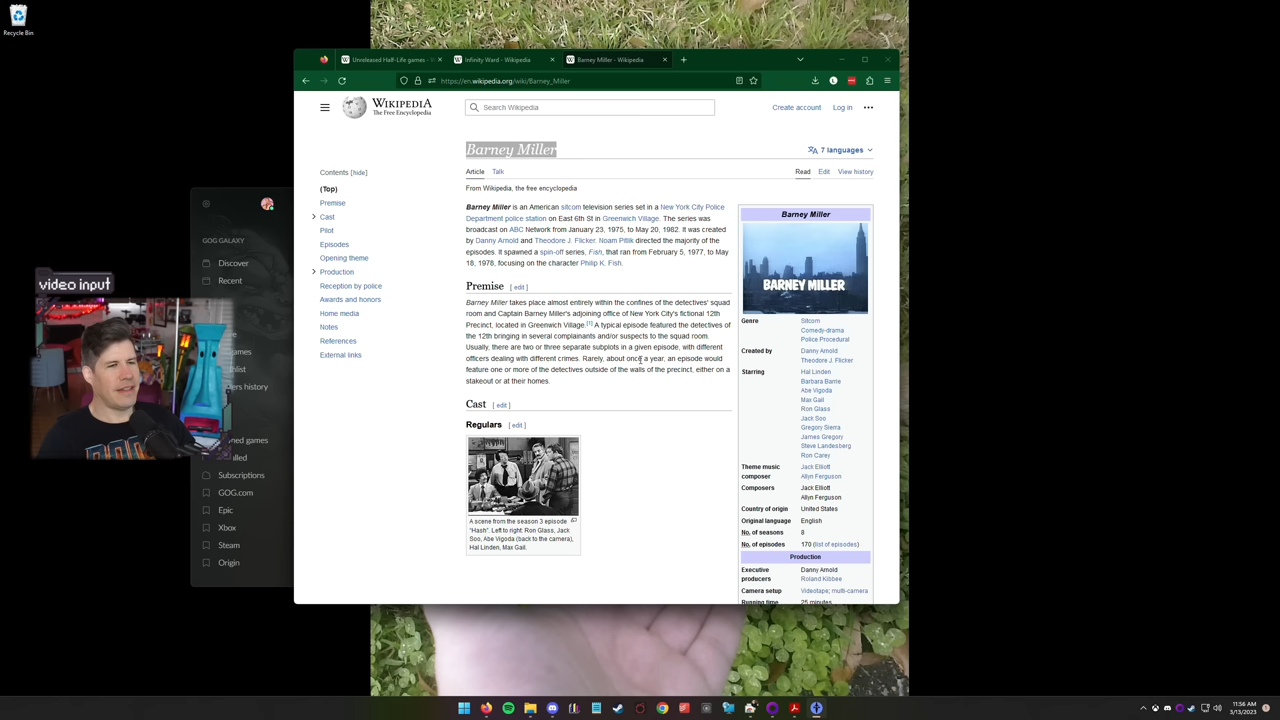 Recycle Bin
Unreleased Half-Life games -
Infinity Ward - Wikipedia
Barney Miller - Wikipedia
https://en.wikipedia.org/wiki/Barney_Miller
WIKIPEDIA
The Free Encyclopedia
Search Wikipedia
Create account
Log in
Barney Miller
7 languages
Article
Talk
Read
Edit
View history
From Wikipedia, the free encyclopedia
Contents [hide]
(Top)
Premise
Cast
Pilot
Episodes
Opening theme
Production
Reception by police
Awards and honors
Home media
Notes
References
External links
Barney Miller is an American sitcom television series set in a New York City Police
Department police station on East 6th St in Greenwich Village. The series was
broadcast on ABC Network from January 23, 1975, to May 20, 1982. It was created
by Danny Arnold and Theodore J. Flicker. Noam Pitlik directed the majority of the
episodes. It spawned a spin-off series, Fish, that ran from February 5, 1977, to May
18, 1978, focusing on the character Philip K. Fish.
Premise [ edit ]
Barney Miller takes place almost entirely within the confines of the detectives' squad
room and Captain Barney Miller's adjoining office of New York City's fictional 12th
Precinct, located in Greenwich Village.[1] A typical episode featured the detectives of
the 12th bringing in several complainants and/or suspects to the squad room.
Usually, there are two or three separate subplots in a given episode, with different
officers dealing with different crimes. Rarely, about once a year, an episode would
feature one or more of the detectives outside of the walls of the precinct, either on a
stakeout or at their homes.
Cast [ edit ]
Regulars [ edit ]
A scene from the season 3 episode
"Hash". Left to right: Ron Glass, Jack
Soo, Abe Vigoda (back to the camera),
Hal Linden, Max Gail.
Barney Miller
BARNEY MILLER
Genre Sitcom
Comedy-drama
Police Procedural
Created by Danny Arnold
Theodore J. Flicker
Starring Hal Linden
Barbara Barrie
Abe Vigoda
Max Gail
Ron Glass
Jack Soo
Gregory Sierra
James Gregory
Steve Landesberg
Ron Carey
Theme music composer Jack Elliott
Allyn Ferguson
Composers Jack Elliott
Allyn Ferguson
Country of origin United States
Original language English
No. of seasons 8
No. of episodes 170 (list of episodes)
Production
Executive producers Danny Arnold
Roland Kibbee
Camera setup Videotape; multi-camera
Running time 25 minutes
GOG GALAXY
Discover
Recent
Subscriptions
GOG.com
Epic
Xbox
Steam
Origin
video input
11:56 AM
3/13/2023